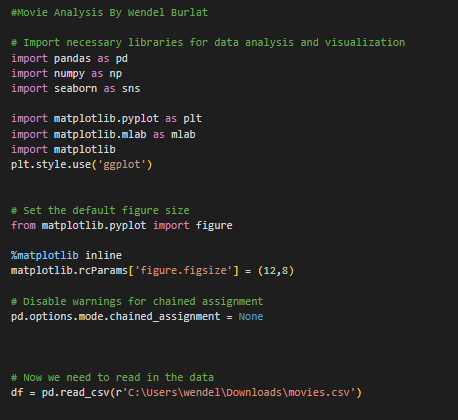 #Movie Analysis By Wendel Burlat
# Import necessary libraries for data analysis and visualization
import pandas as pd
import numpy as np
import seaborn as sns
import matplotlib.pyplot as plt
import matplotlib.mlab as mlab
import matplotlib
plt.style.use('ggplot')
# Set the default figure size
from matplotlib.pyplot import figure
%matplotlib inline
matplotlib.rcParams['figure.figsize'] = (12,8)
# Disable warnings for chained assignment
pd.options.mode.chained_assignment = None
# Now we need to read in the data
df = pd.read_csv(r'C:\Users\wendel\Downloads\movies.csv')